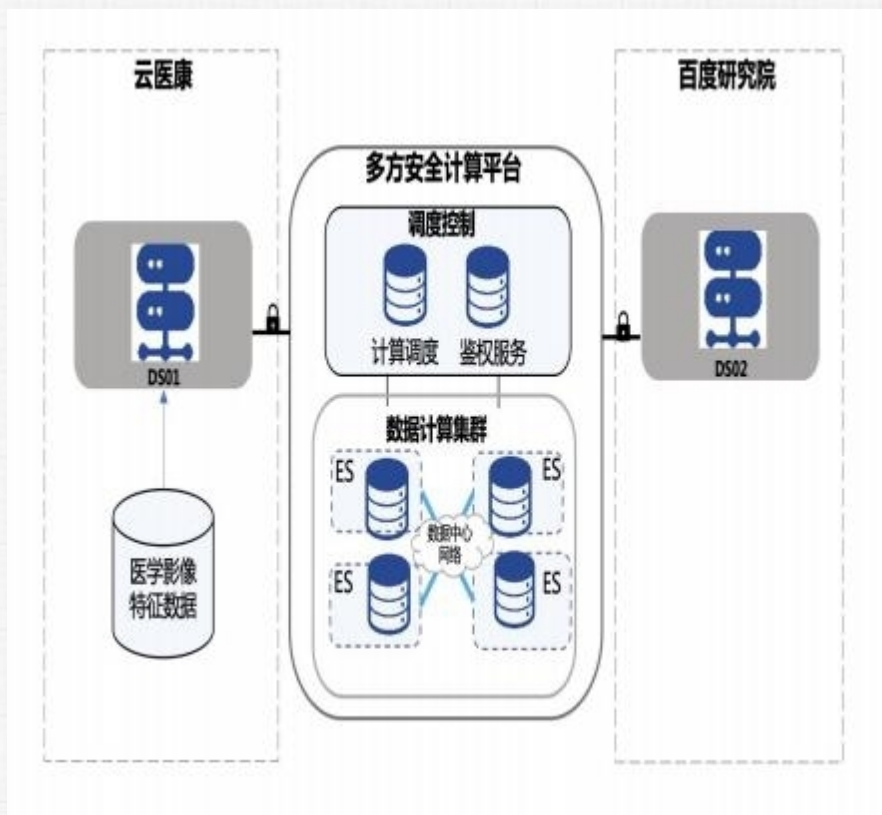 云医康
百度研究院
多方安全计算平台
调度控制
计算调度
鉴权服务
DS01
DS02
数据计算集群
ES
ES
数据中心
网络
ES
ES
医学影像
特征数据